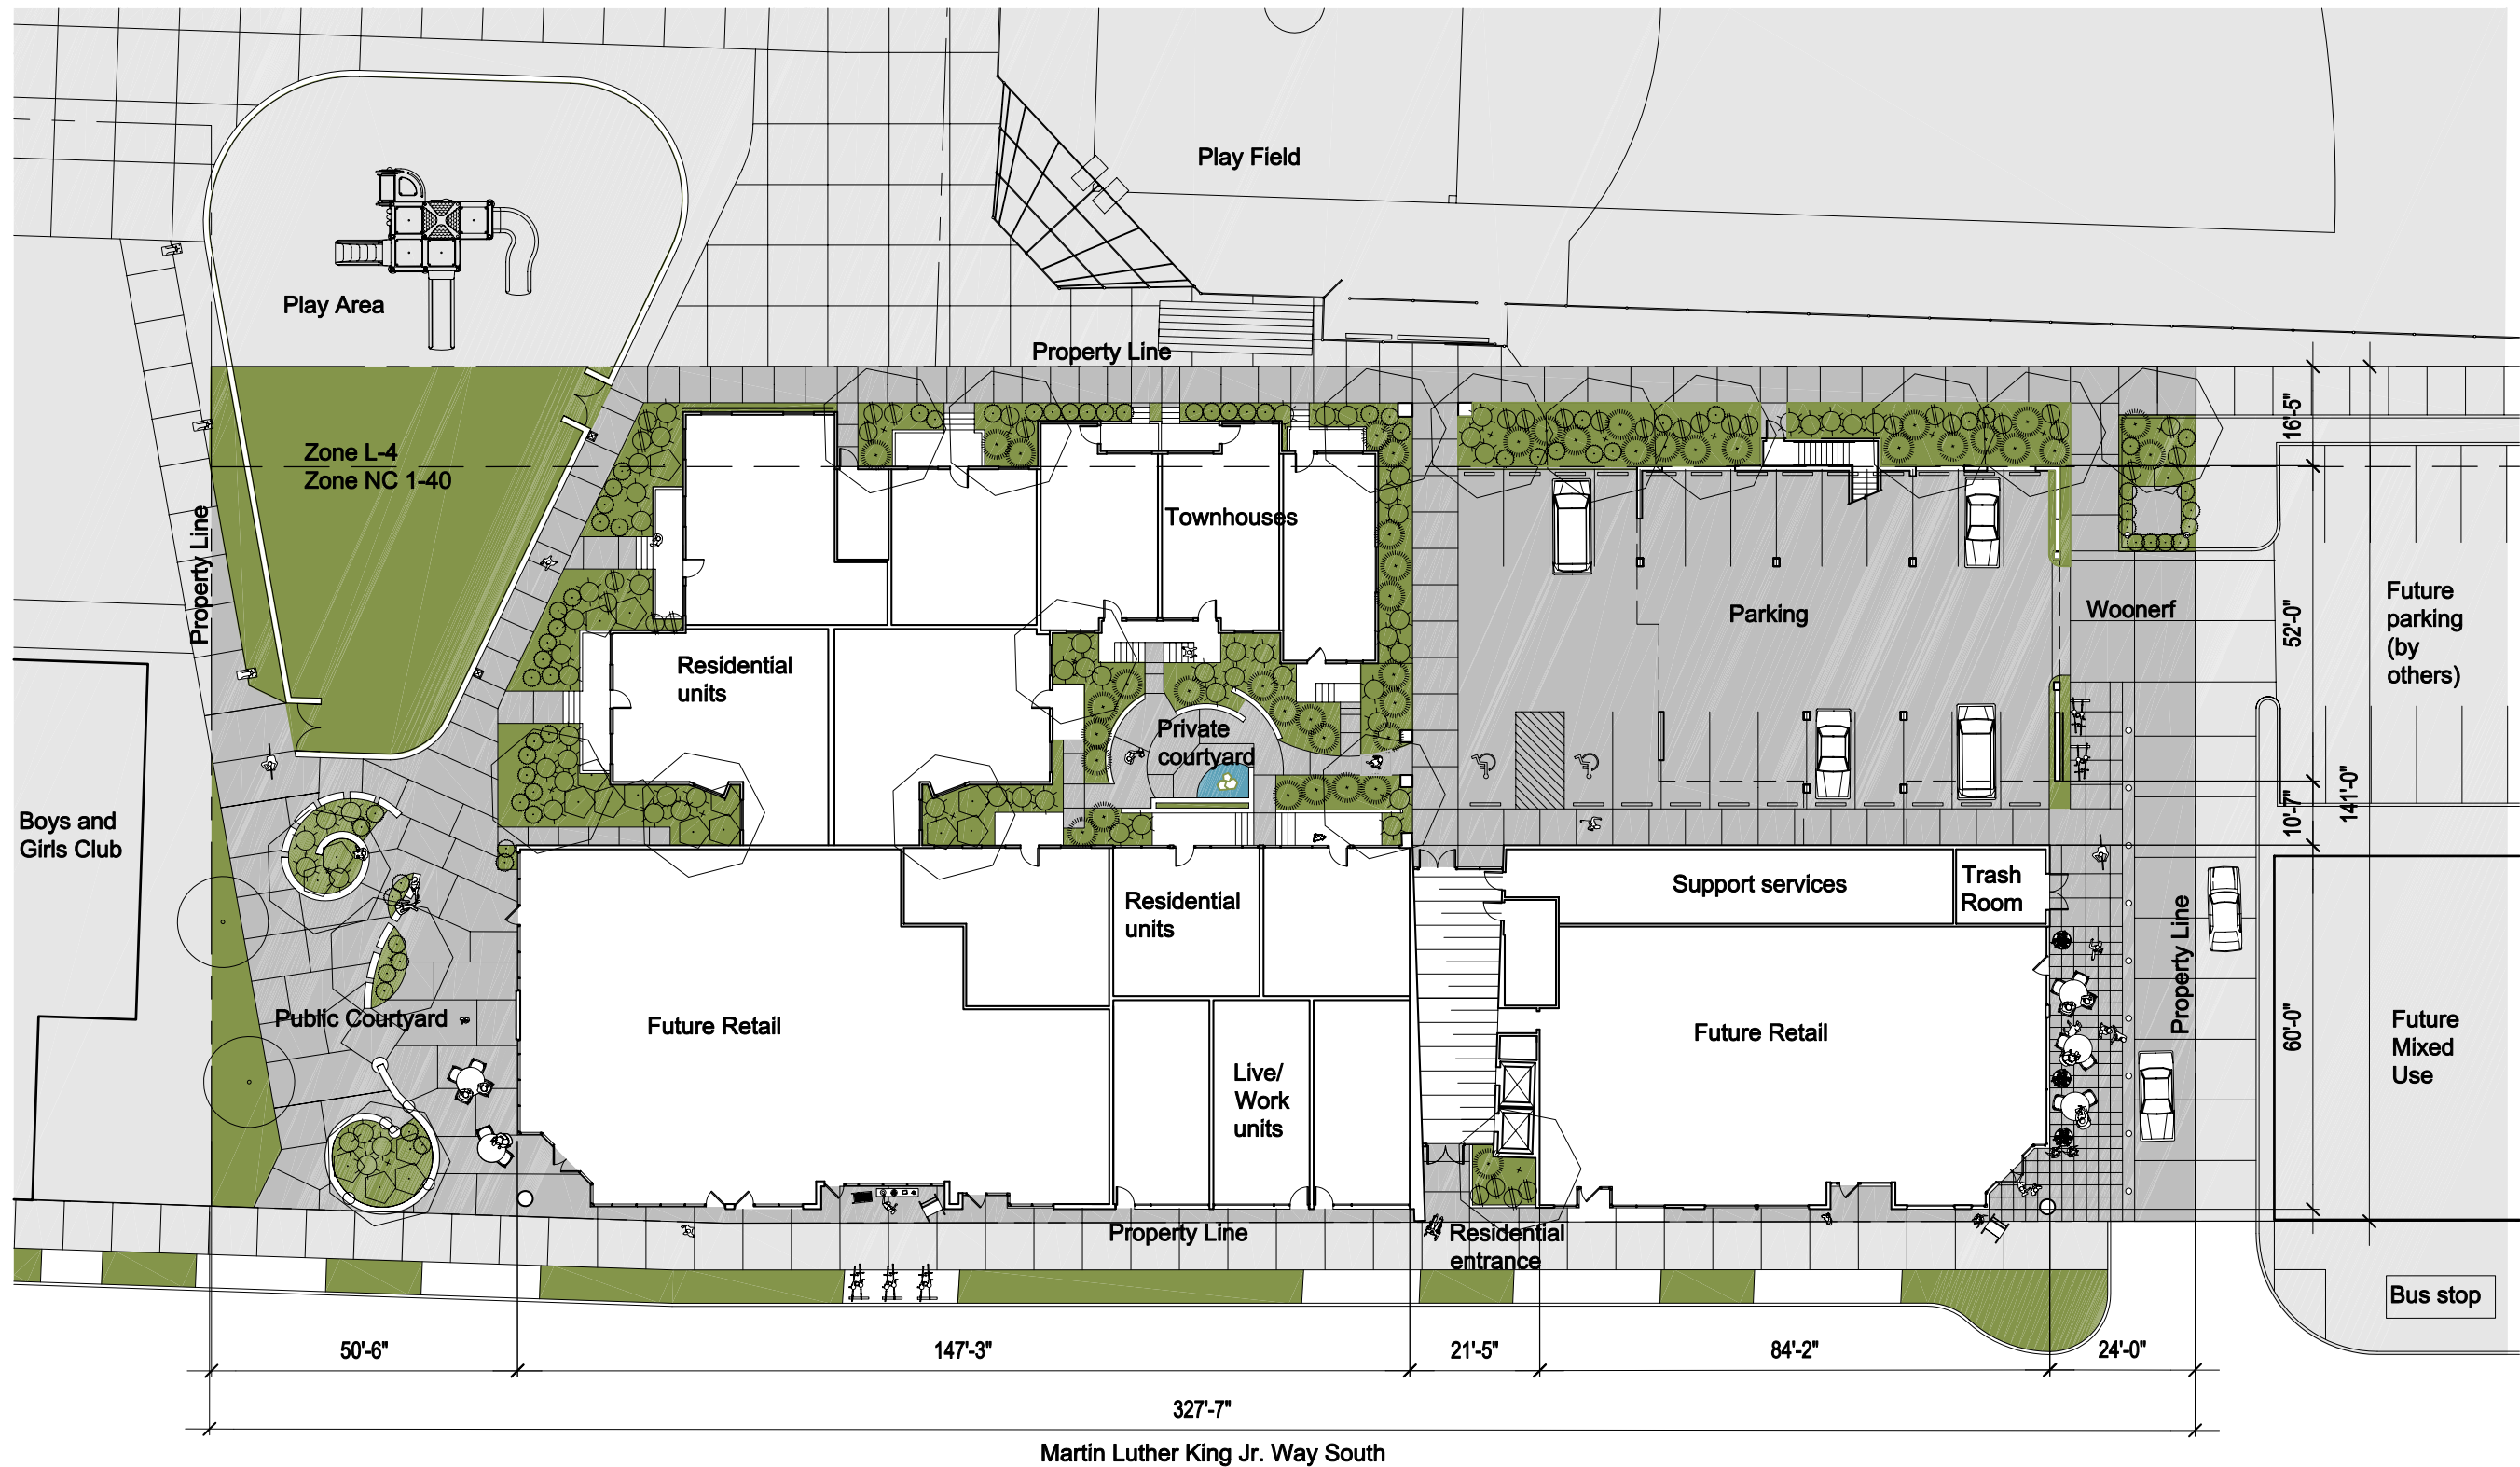 Play Field
Play Area
Property Line
Zone L-4
Zone NC 1-40
Property Line
Townhouses
16'-5"
Residential
units
Parking
Woonerf
52'-0"
Future
parking
(by
others)
Private
courtyard
10'-7"
141'-0"
Boys and
Girls Club
Residential
units
Support services
Trash
Room
Property Line
Public Courtyard
Future Retail
Live/
Work
units
Future Retail
60'-0"
Future
Mixed
Use
Property Line
Residential
entrance
Bus stop
50'-6"
147'-3"
21'-5"
84'-2"
24'-0"
327'-7"
Martin Luther King Jr. Way South